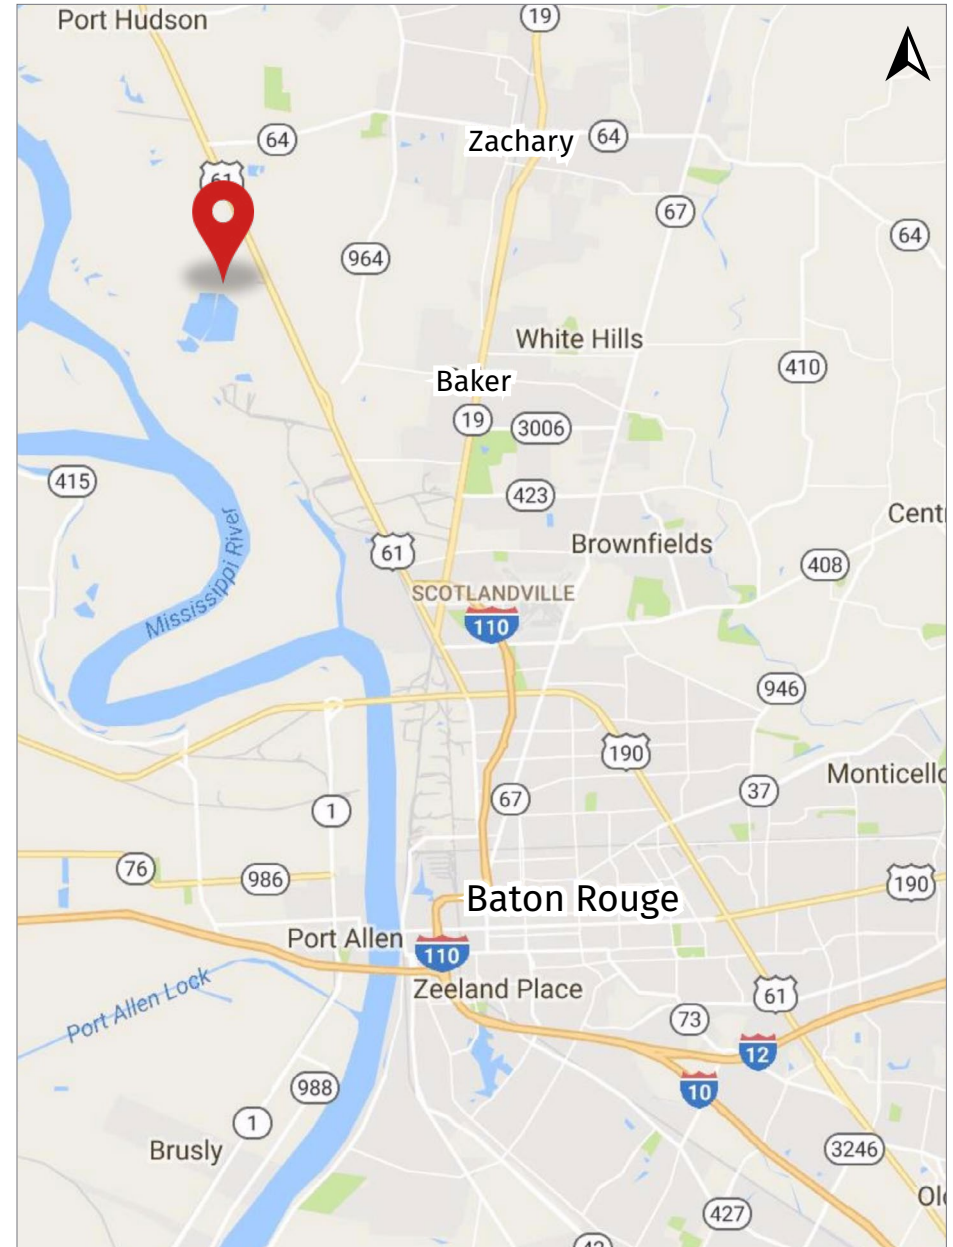 19
Port Hudson
64
Zachary
64
61
67
64
964
White Hills
410
Baker
19
3006
415
423
Mississippi River
61
Brownfields
408
SCOTLANDVILLE
110
946
190
Monticello
37
67
1
76
986
190
Baton Rouge
Port Allen
110
Zeeland Place
61
Port Allen Lock
73
12
10
988
1
Brusly
3246
427